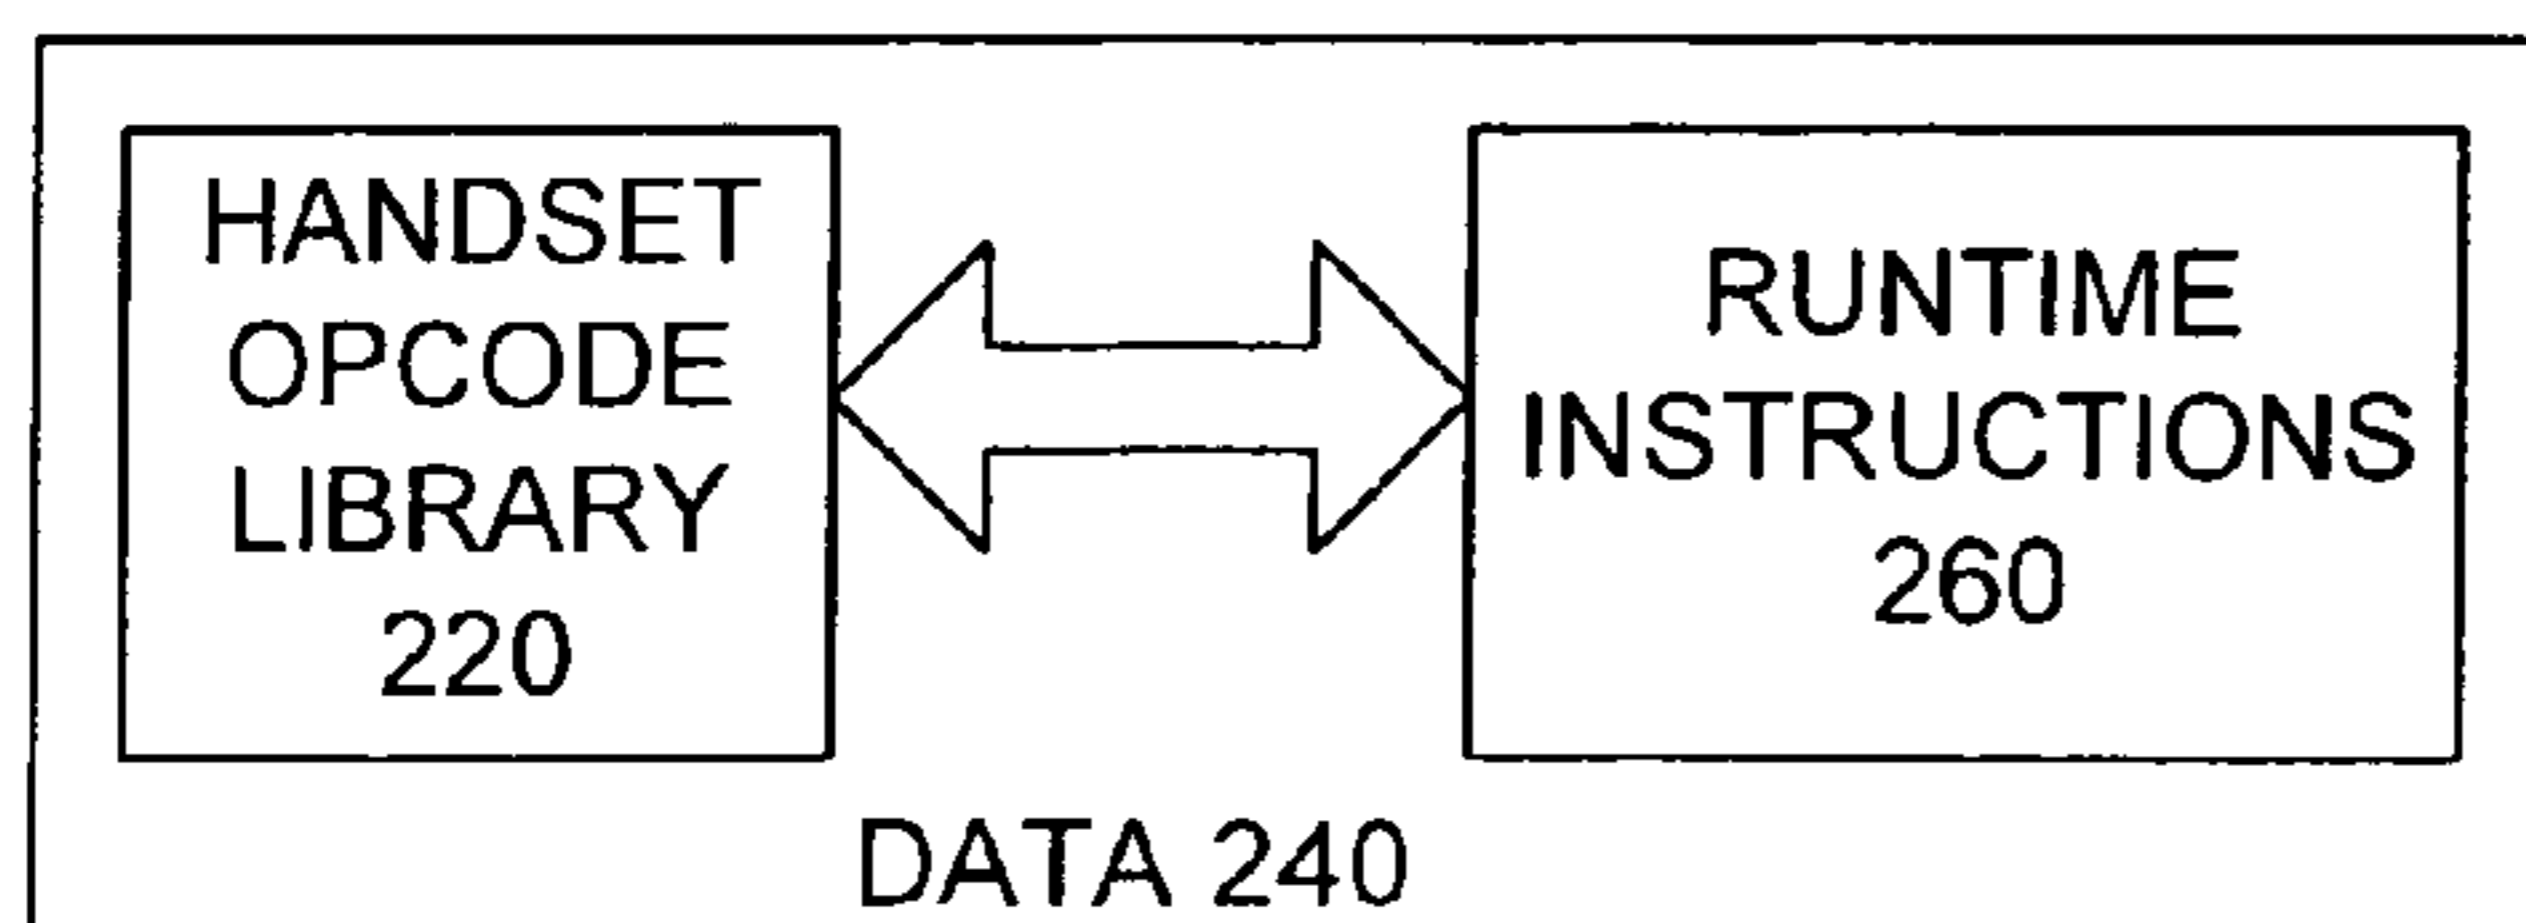 HANDSET
OPCODE
LIBRARY
220
RUNTIME
INSTRUCTIONS
260
DATA 240